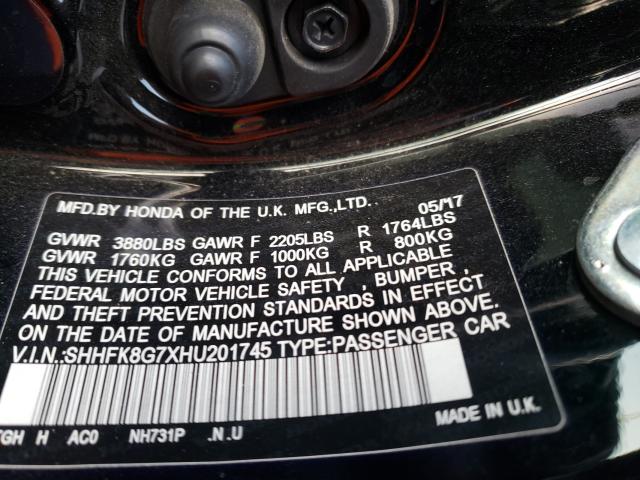 MFD.BY HONDA OF THE U.K. MFG.,LTD. 05/17
GVWR 3880LBS GAWR F 2205LBS R 1764LBS
GVWR 1760KG GAWR F 1000KG R 800KG
THIS VEHICLE CONFORMS TO ALL APPLICABLE
FEDERAL MOTOR VEHICLE SAFETY , BUMPER ,
AND THEFT PREVENTION STANDARDS IN EFFECT
ON THE DATE OF MANUFACTURE SHOWN ABOVE.
V.I.N.:SHHFK8G7XHU201745 TYPE:PASSENGER CAR
H AC0 NH731P .N.U
MADE IN U.K.